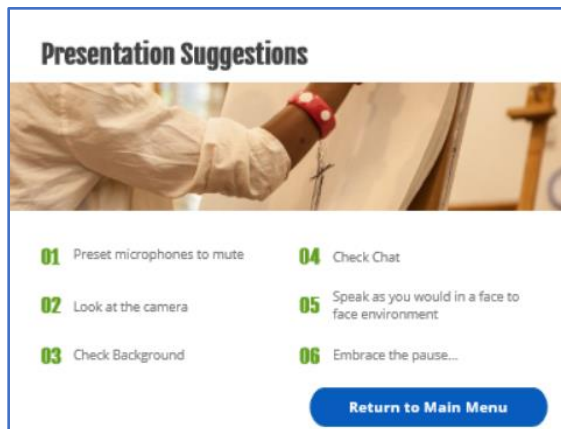 Presentation Suggestions
01 Preset microphones to mute
02 Look at the camera
03 Check Background
04 Check Chat
05 Speak as you would in a face to
face environment
06 Embrace the pause...
Return to Main Menu